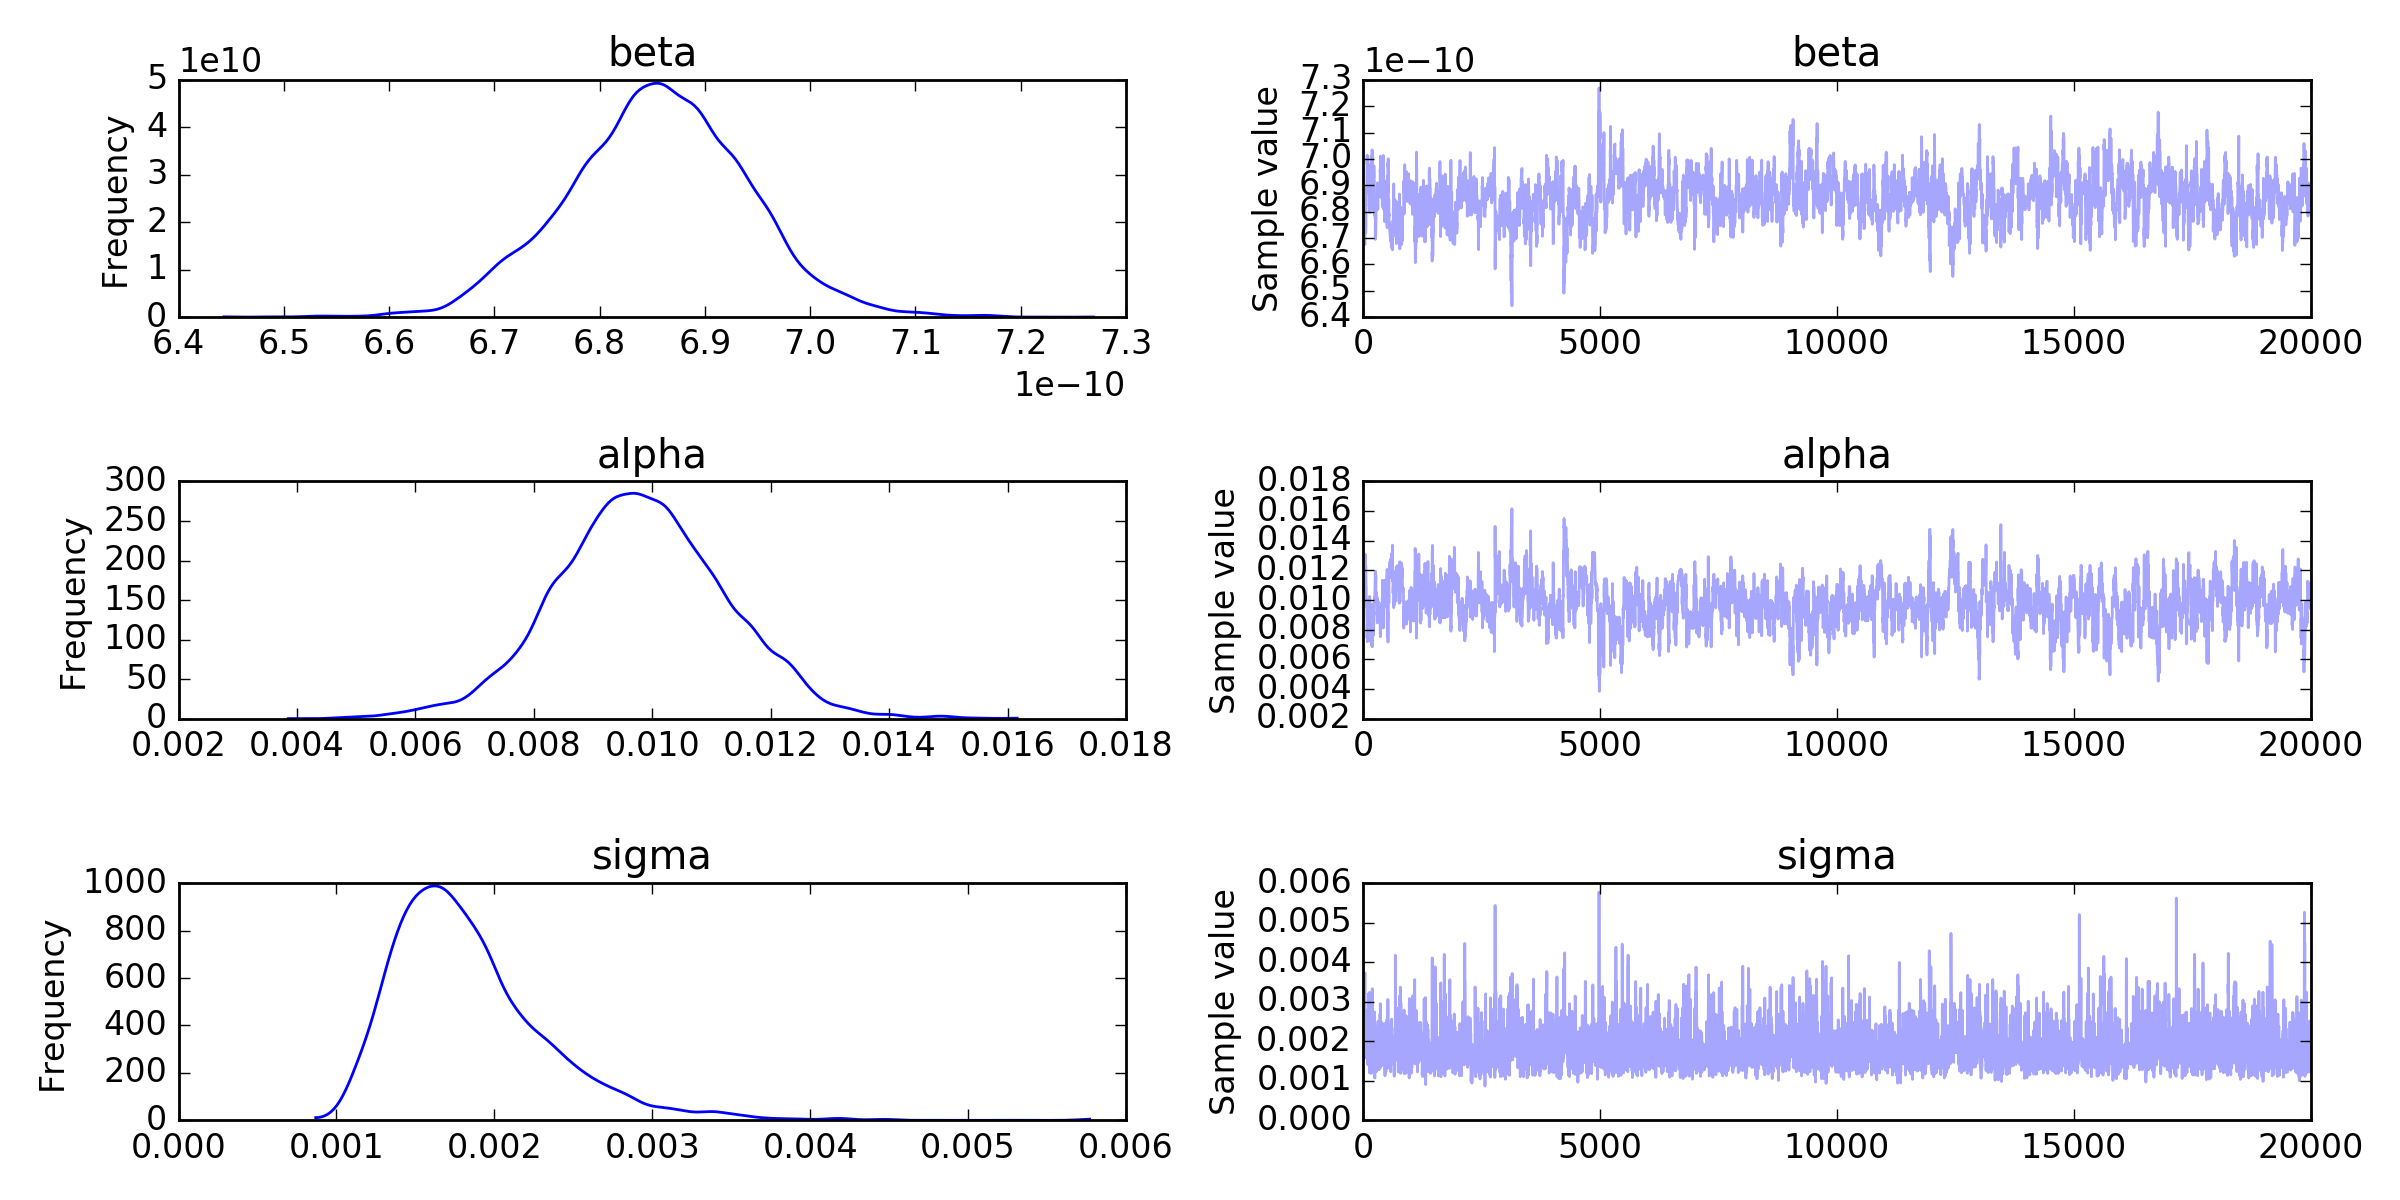 beta
1e10
5
4
3
2
1
0
Frequency
6.4 6.5 6.6 6.7 6.8 6.9 7.0 7.1 7.2 7.3
1e−10
beta
1e−10
7.3
7.2
7.1
7.0
6.9
6.8
6.7
6.6
6.5
6.4
Sample value
0 5000 10000 15000 20000
alpha
300
250
200
150
100
50
0
Frequency
0.002 0.004 0.006 0.008 0.010 0.012 0.014 0.016 0.018
alpha
0.018
0.016
0.014
0.012
0.010
0.008
0.006
0.004
0.002
Sample value
0 5000 10000 15000 20000
sigma
1000
800
600
400
200
0
Frequency
0.000 0.001 0.002 0.003 0.004 0.005 0.006
sigma
0.006
0.005
0.004
0.003
0.002
0.001
0.000
Sample value
0 5000 10000 15000 20000